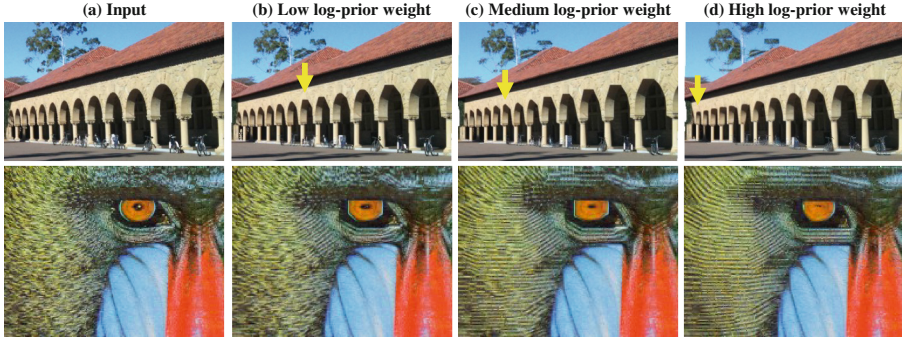 (a) Input
(b) Low log-prior weight
(c) Medium log-prior weight
(d) High log-prior weight